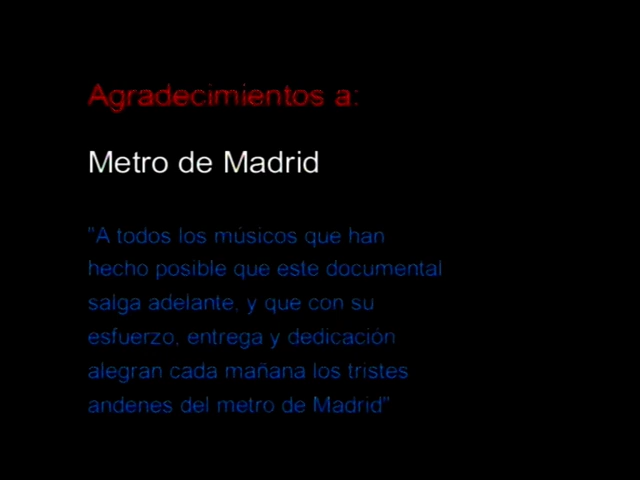 Agradecimientos a:
Metro de Madrid
"A todos los músicos que han
hecho posible que este documental
salga adelante, y que con su
esfuerzo, entrega y dedicación
alegran cada mañana los tristes
andenes del metro de Madrid"